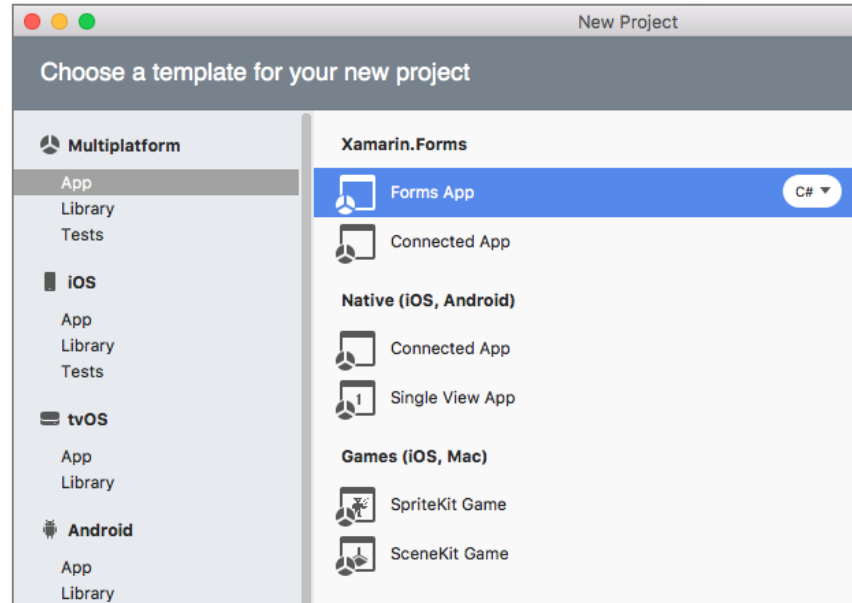 New Project
Choose a template for your new project
Multiplatform
App
Library
Tests
iOS
App
Library
Tests
tvOS
App
Library
Android
App
Library
Xamarin.Forms
Forms App
C#
Connected App
Native (iOS, Android)
Connected App
1
Single View App
Games (iOS, Mac)
SpriteKit Game
SceneKit Game